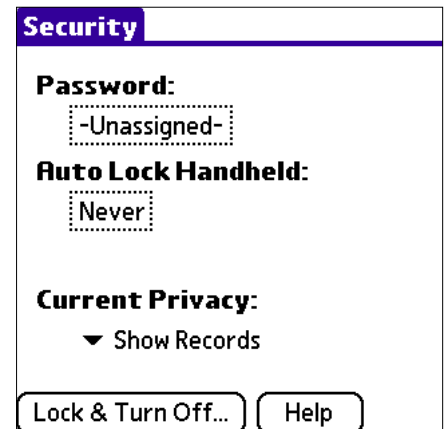 Security
Password:
-Unassigned-
Auto Lock Handheld:
Never
Current Privacy:
Show Records
Lock & Turn Off... Help